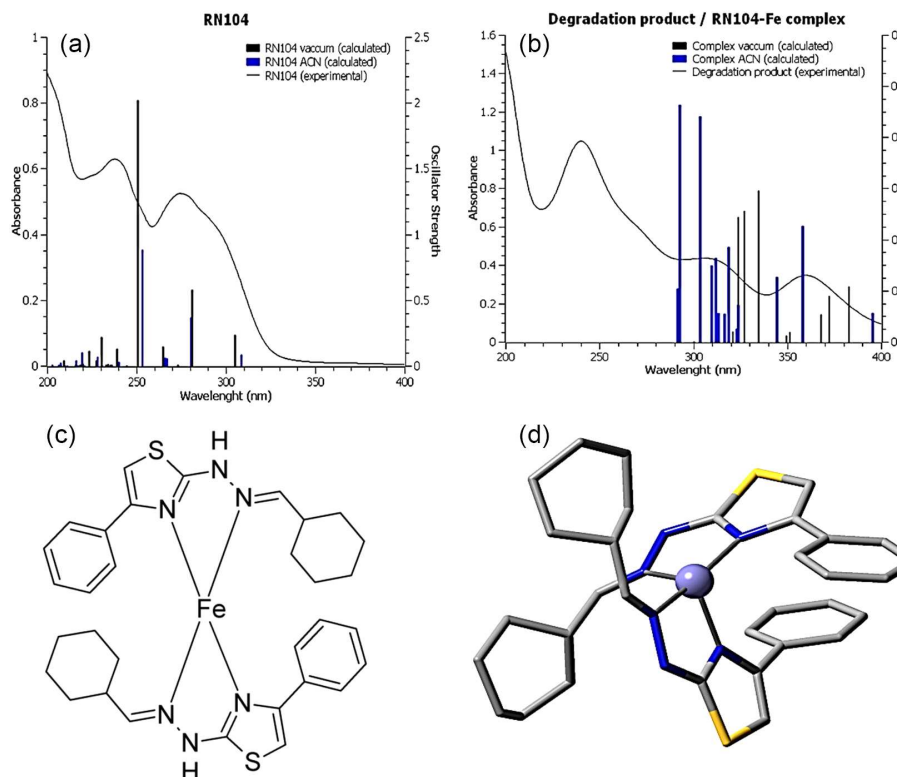 RN104
(a)
RN104 vaccum (calculated)
RN104 ACN (calculated)
RN104 (experimental)
1
0.8
0.6
0.4
0.2
0
Absorbance
2.5
2
1.5
1
0.5
0
Oscillator Strength
200 250 300 350 400
Wavelenght (nm)
Degradation product / RN104-Fe complex
(b)
Complex vaccum (calculated)
Complex ACN (calculated)
Degradation product (experimental)
1.6
1.4
1.2
1
0.8
0.6
0.4
0.2
0
Absorbance
200 250 300 350 400
Wavelenght (nm)
(c)
S
H
N
N
N
Fe
N
N
N
H
S
(d)